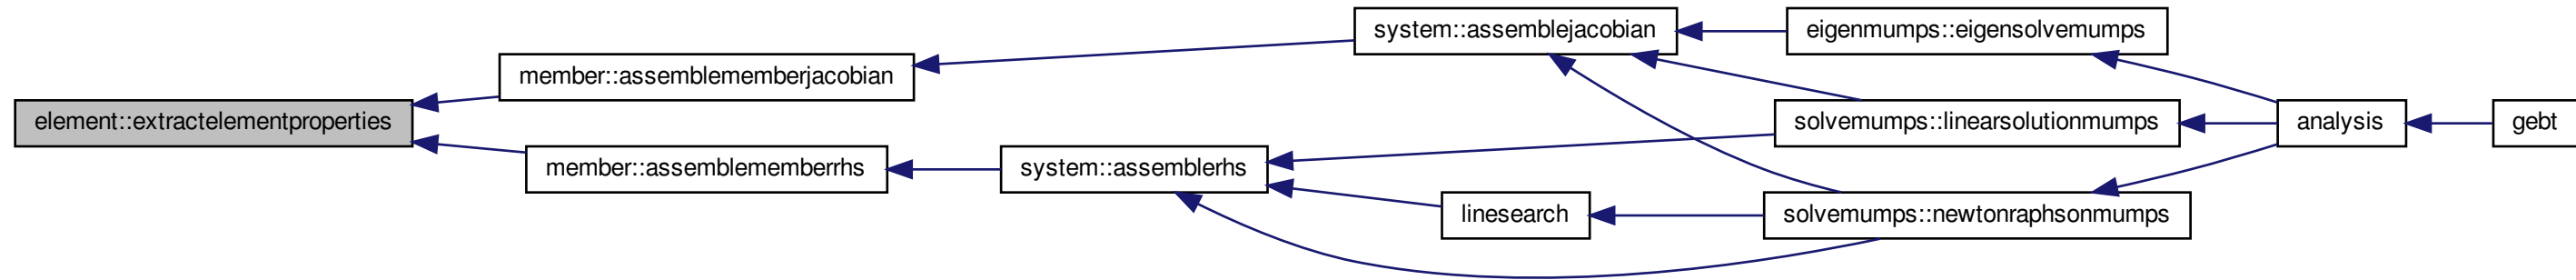 element::extractelementproperties
member::assemblememberjacobian
member::assemblememberrhs
system::assemblejacobian
system::assemblerhs
eigenmumps::eigensolvemumps
solvemumps::linearsolutionmumps
linesearch
solvemumps::newtonraphsonmumps
analysis
gebt